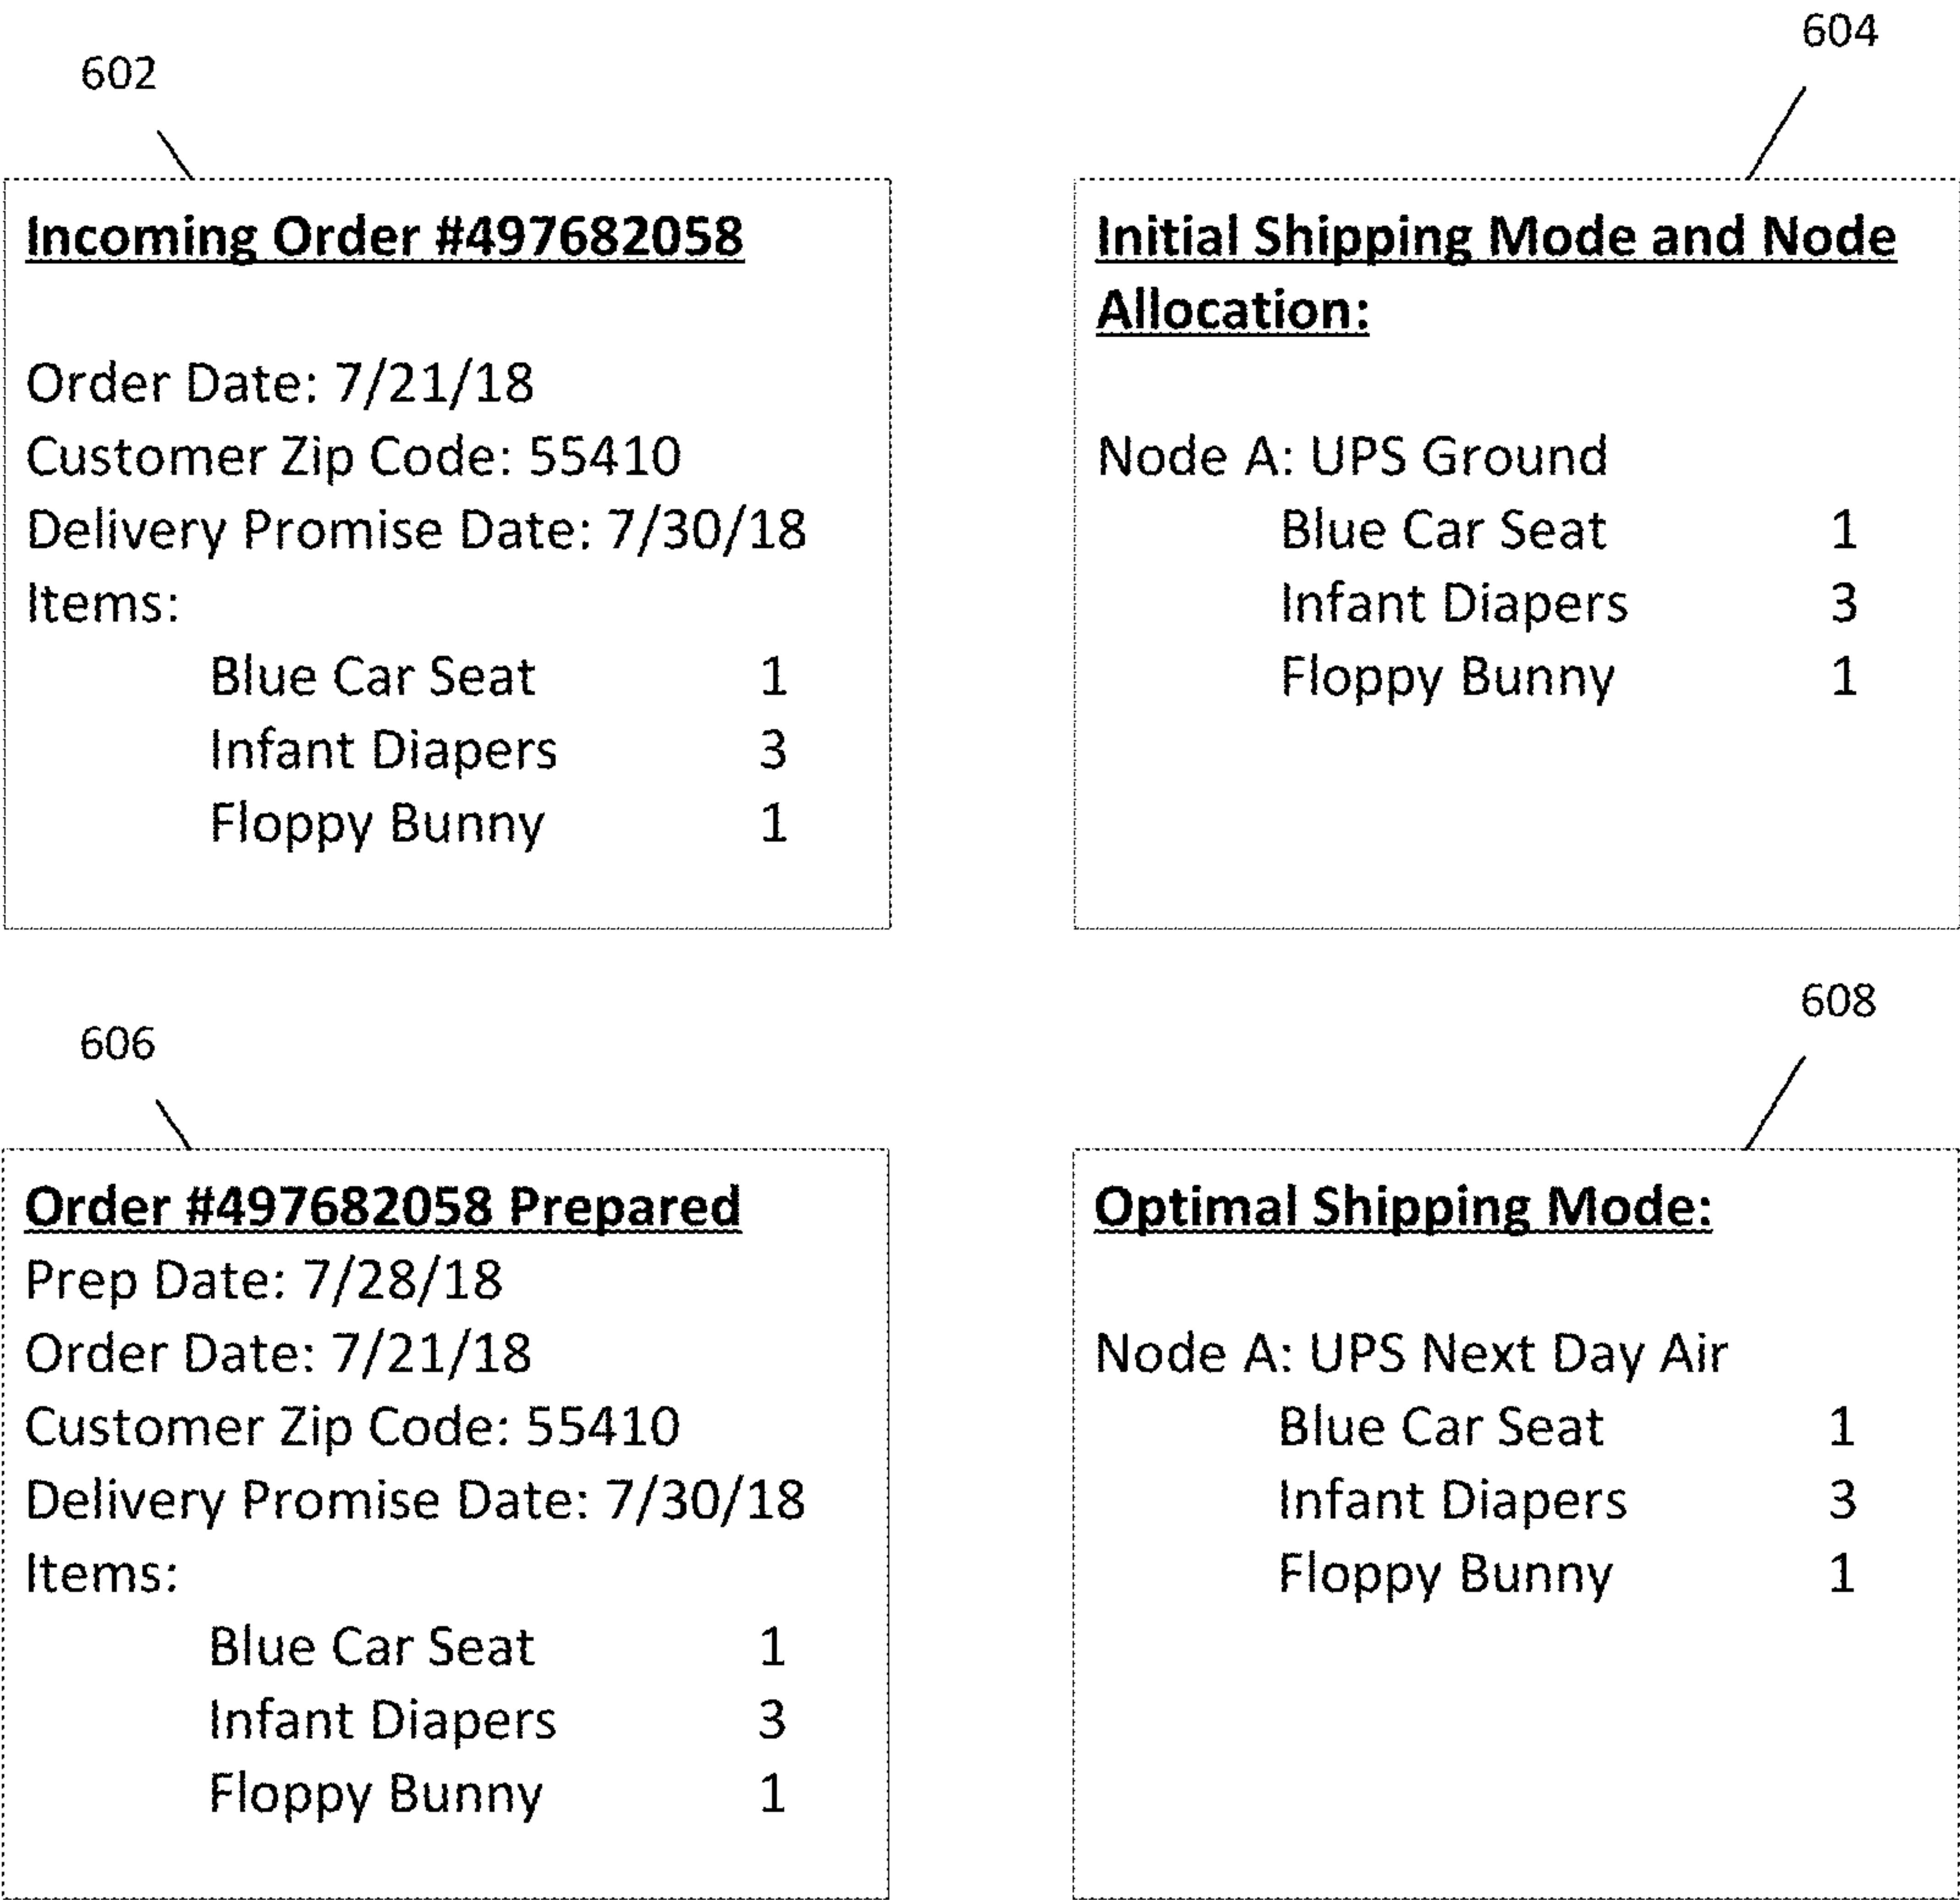 602
Incoming Order #497682058
Order Date: 7/21/18
Customer Zip Code: 55410
Delivery Promise Date: 7/30/18
Items:
Blue Car Seat 1
Infant Diapers 3
Floppy Bunny 1
604
Initial Shipping Mode and Node
Allocation:
Node A: UPS Ground
Blue Car Seat 1
Infant Diapers 3
Floppy Bunny 1
606
Order #497682058 Prepared
Prep Date: 7/28/18
Order Date: 7/21/18
Customer Zip Code: 55410
Delivery Promise Date: 7/30/18
Items:
Blue Car Seat 1
Infant Diapers 3
Floppy Bunny 1
608
Optimal Shipping Mode:
Node A: UPS Next Day Air
Blue Car Seat 1
Infant Diapers 3
Floppy Bunny 1